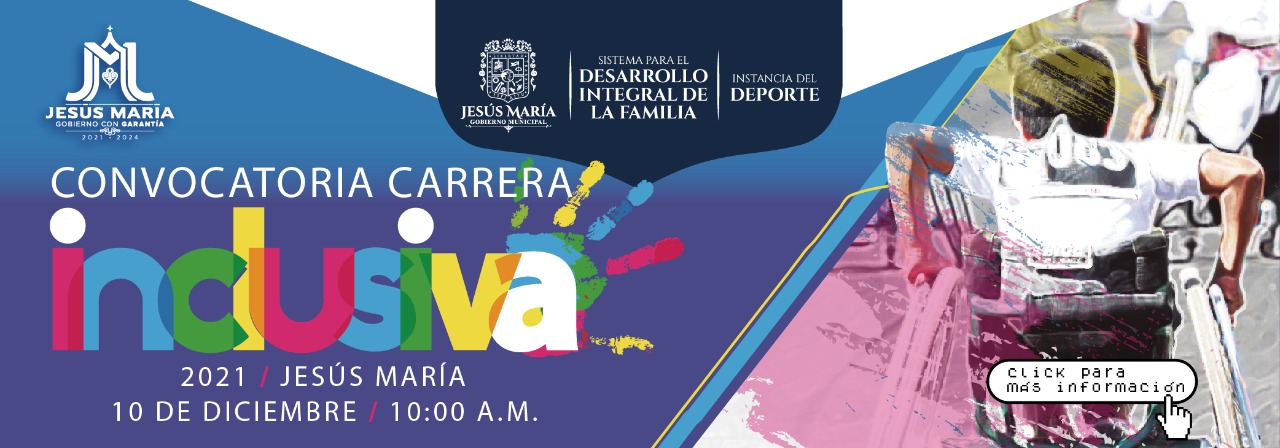 JESÚS MARÍA
GOBIERNO CON GARANTÍA
2021 - 2024
JESÚS MARÍA
GOBIERNO MUNICIPAL
SISTEMA PARA EL
DESARROLLO
INTEGRAL DE
LA FAMILIA
INSTANCIA DEL
DEPORTE
CONVOCATORIA CARRERA
inclusiva
2021 / JESÚS MARÍA
10 DE DICIEMBRE / 10:00 A.M.
click para
más información